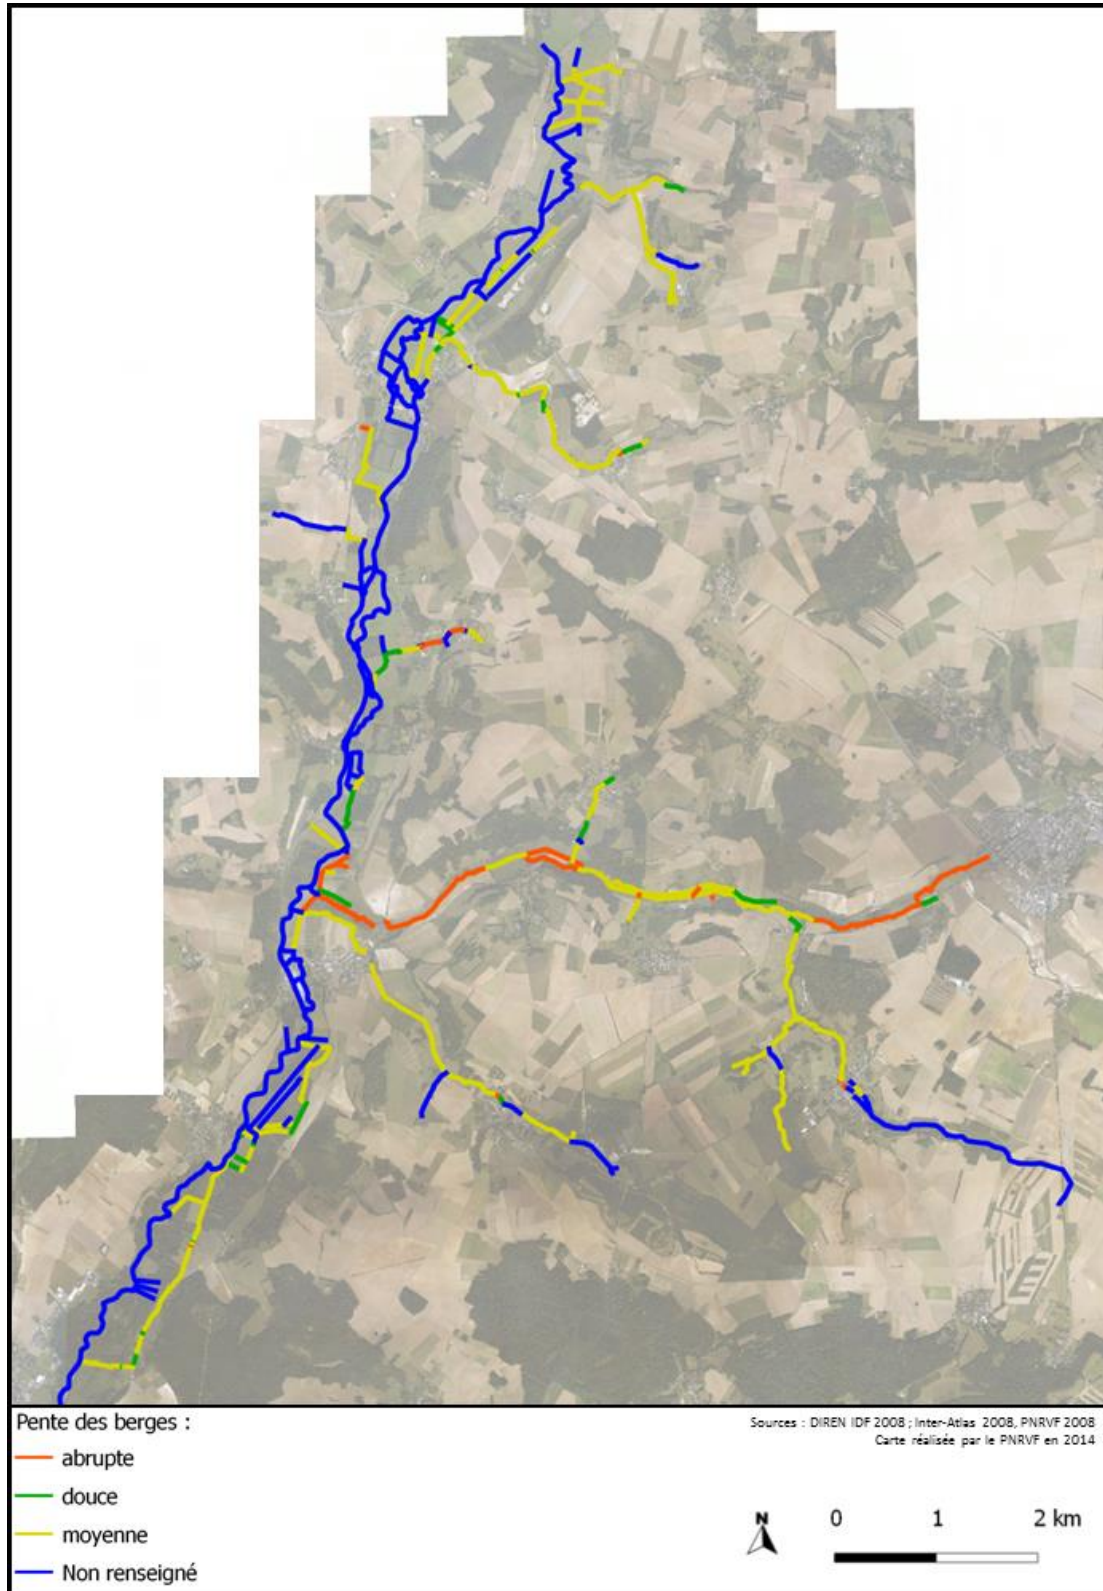 Pente des berges :
abrupte
douce
moyenne
Non renseigné
Sources : DIREN IDF 2008 ; Inter-Atlas 2008, PNRVF 2008
Carte réalisée par le PNRVF en 2014
N
0 1 2 km